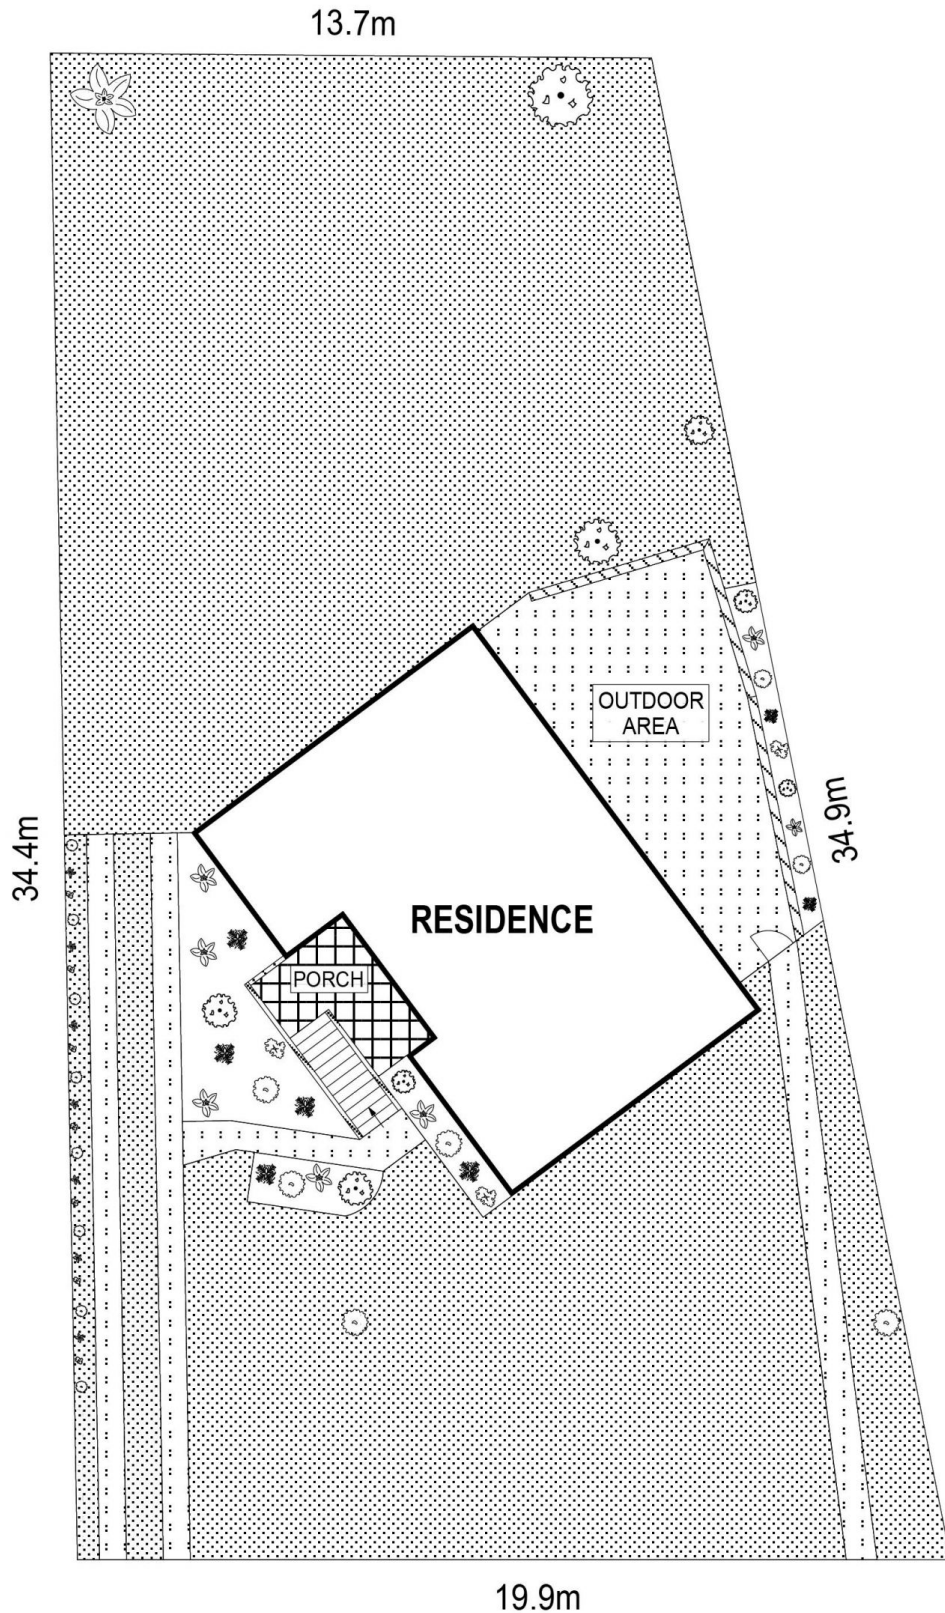 13.7m
OUTDOOR
AREA
34.9m
34.4m
RESIDENCE
PORCH
19.9m